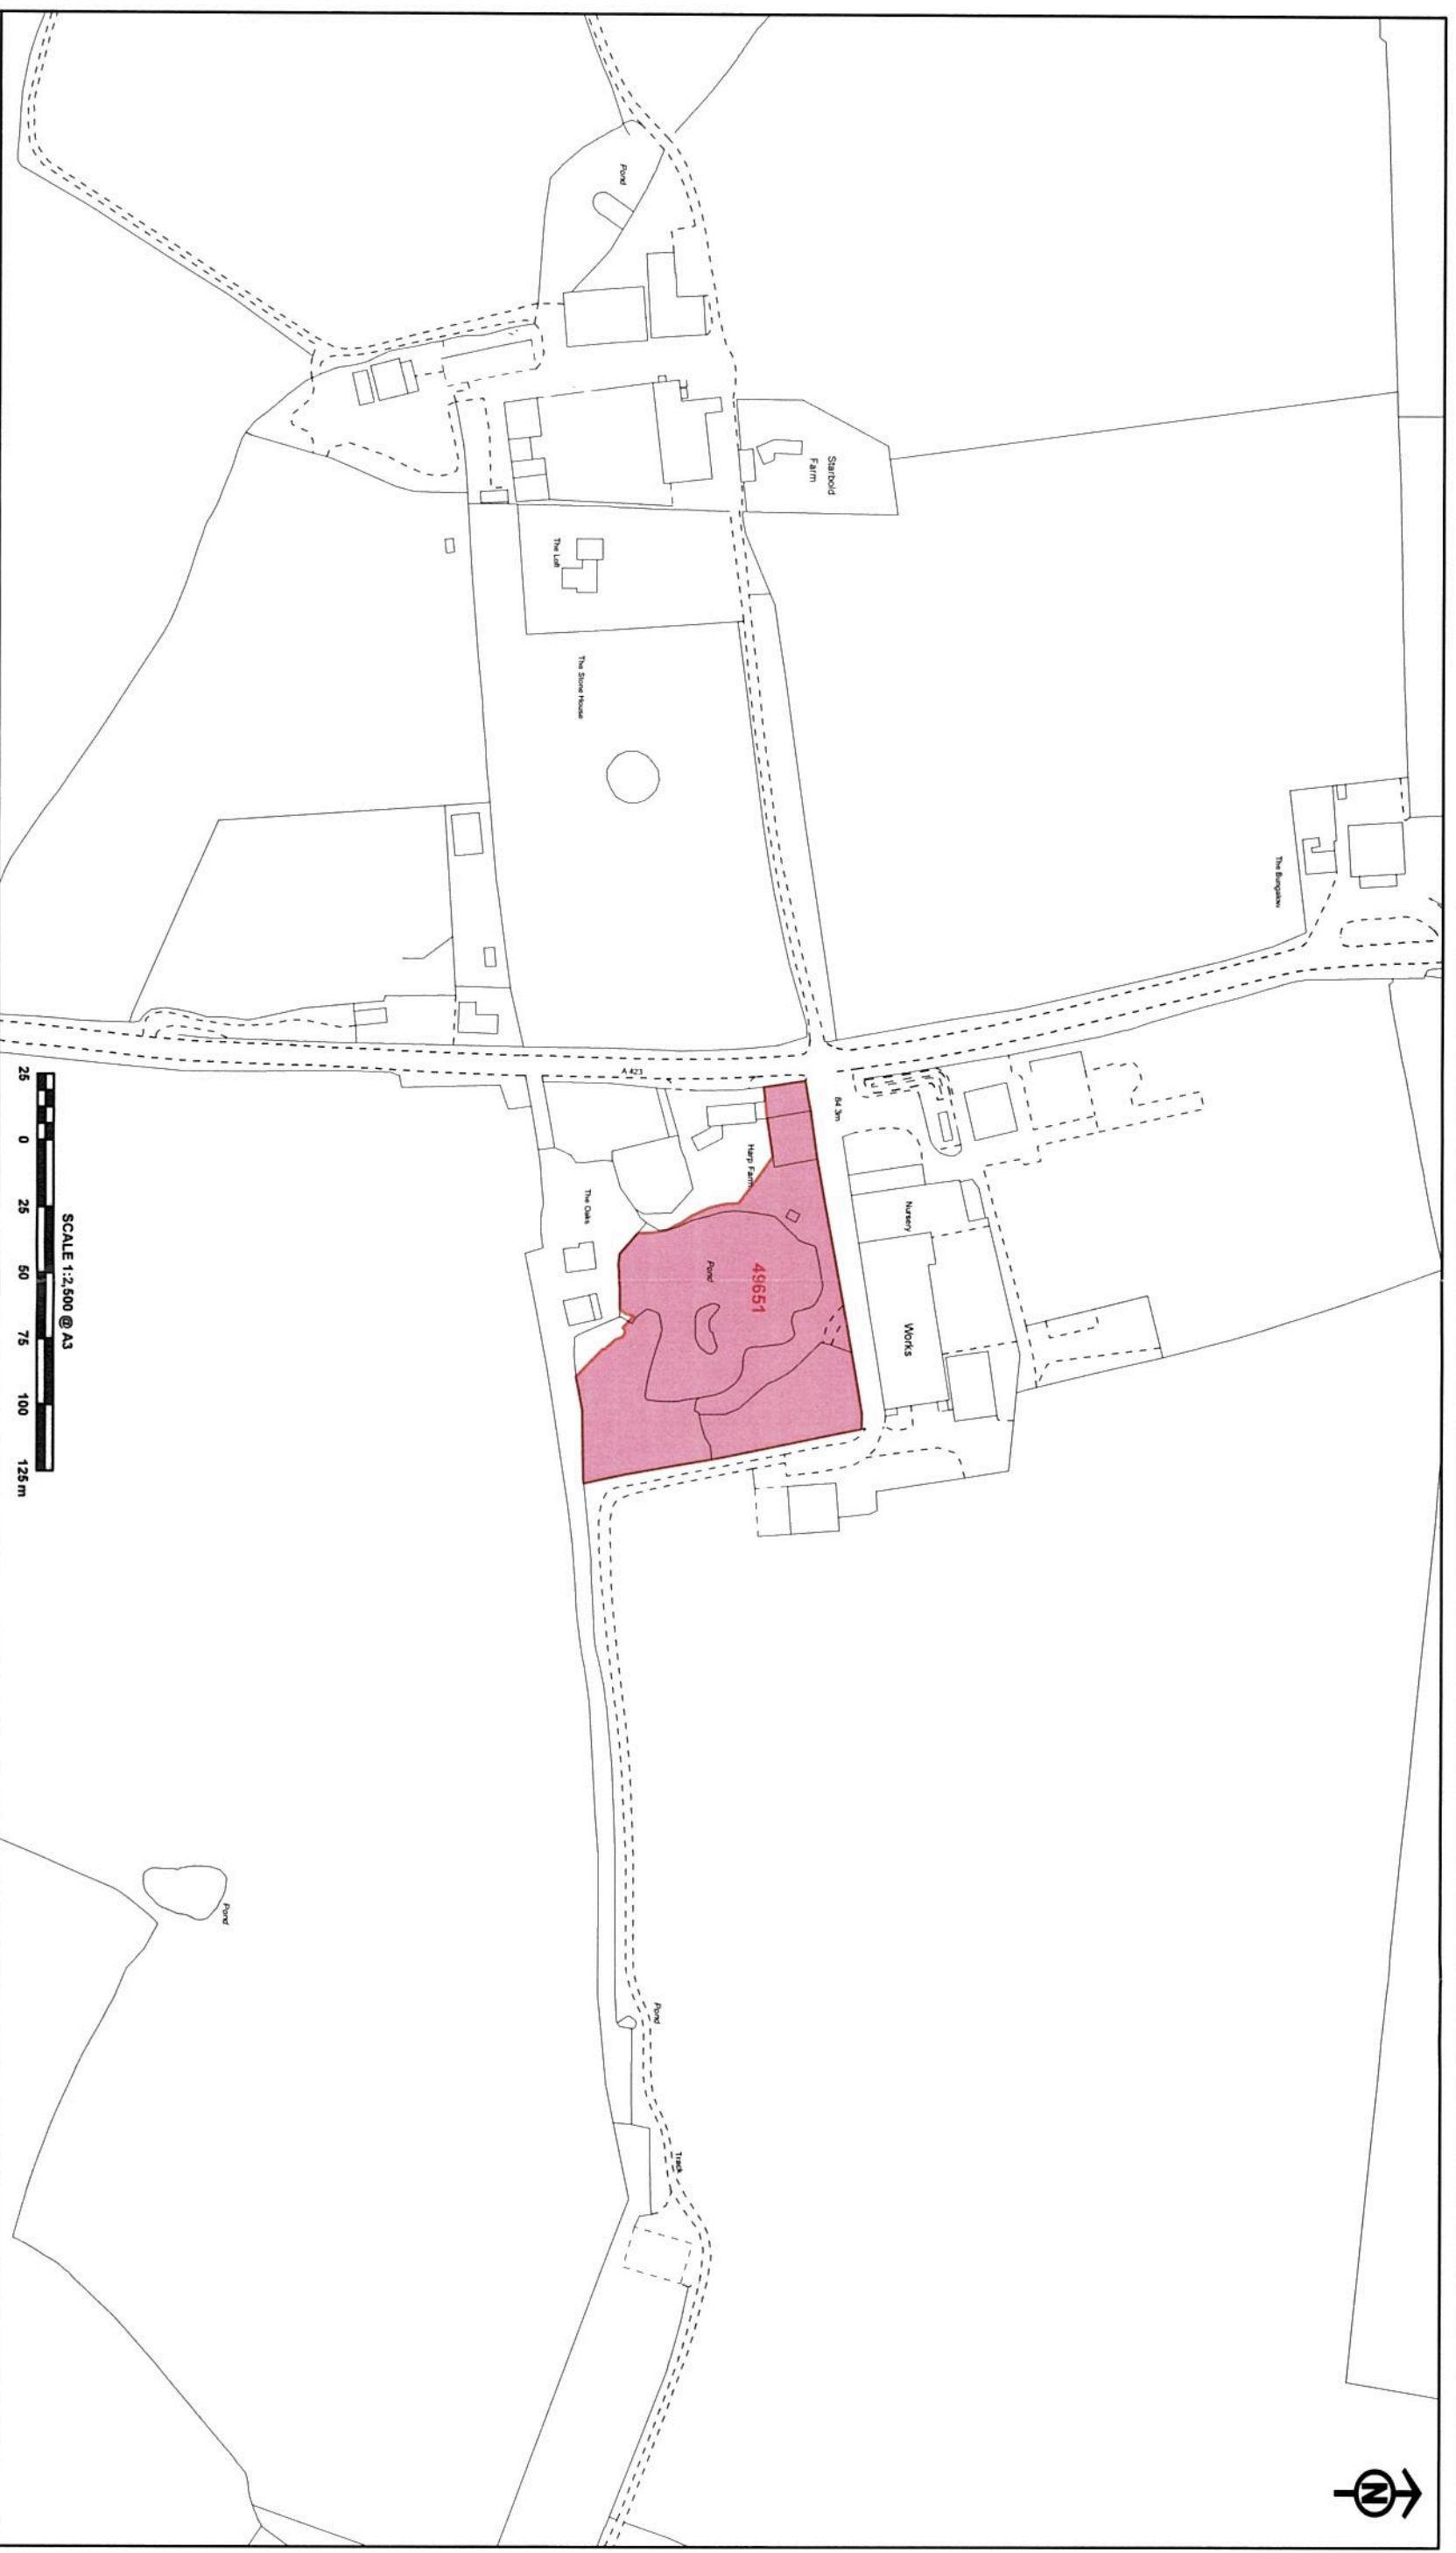 The Bungalow
Starbold
Farm
Pond
The Loft
The Stone House
84.3m
A 423
Nursery
Works
Harp Farm
49651
Pond
The Oaks
Pond
Track
Pond
N
SCALE 1:2,500 @ A3
25 0 25 50 75 100 125m